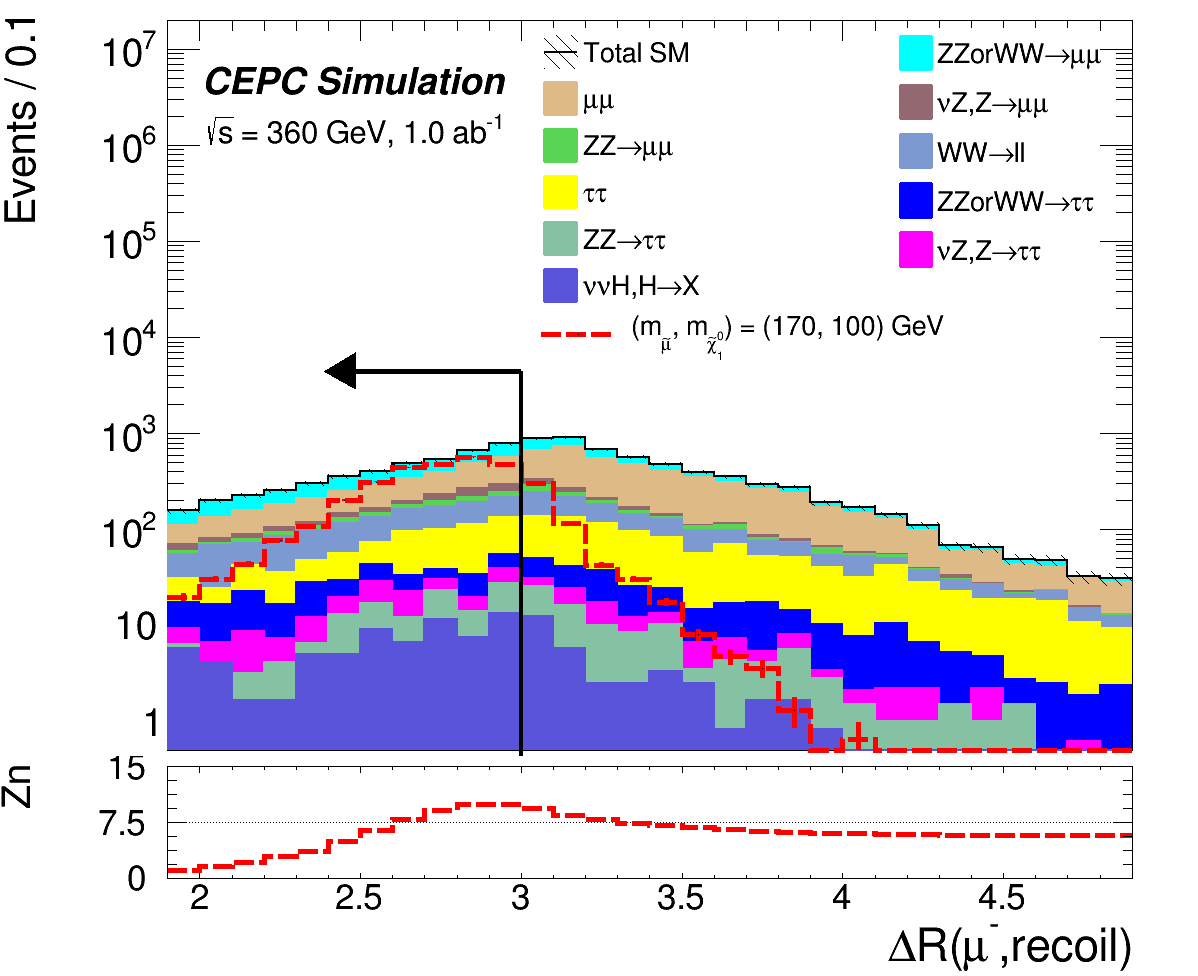 Events / 0.1
10⁷
10⁶
10⁵
10⁴
10³
10²
10
1
CEPC Simulation
√s = 360 GeV, 1.0 ab⁻¹
Total SM
μμ
ZZ→μμ
ττ
ZZ→ττ
ννH,H→X
ZZorWW→μμ
νZ,Z→μμ
WW→ll
ZZorWW→ττ
νZ,Z→ττ
(m_μ̃, m_χ̃⁰₁) = (170, 100) GeV
Zn
15
7.5
0
2 2.5 3 3.5 4 4.5
ΔR(μ⁻,recoil)